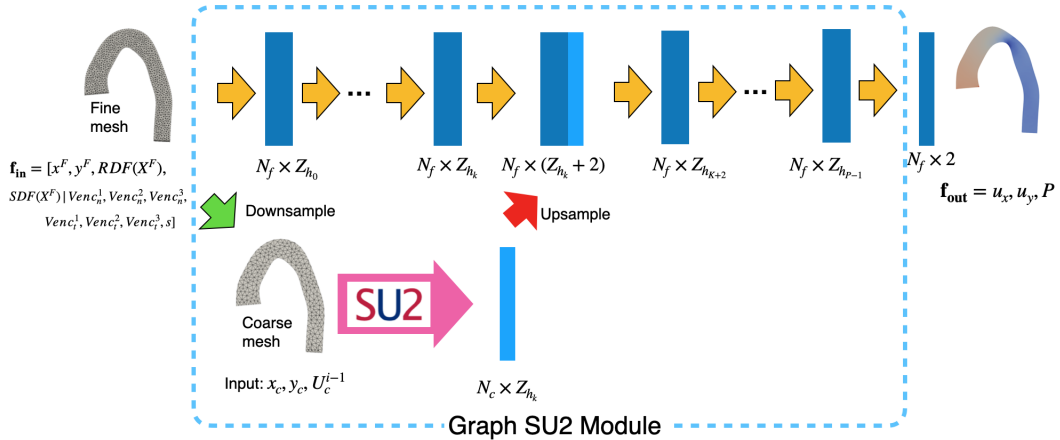 Fine
mesh
f_in = [x^F, y^F, RDF(X^F),
SDF(X^F) | Venc_n^1, Venc_n^2, Venc_n^3,
Venc_t^1, Venc_t^2, Venc_t^3, s]
...
...
N_f × Z_{h_0}
N_f × Z_{h_k}
N_f × (Z_{h_k} + 2)
N_f × Z_{h_{K+2}}
N_f × Z_{h_{P-1}}
N_f × 2
f_out = u_x, u_y, P
Downsample
Upsample
Coarse
mesh
SU2
Input: x_c, y_c, U_c^{i-1}
N_c × Z_{h_k}
Graph SU2 Module